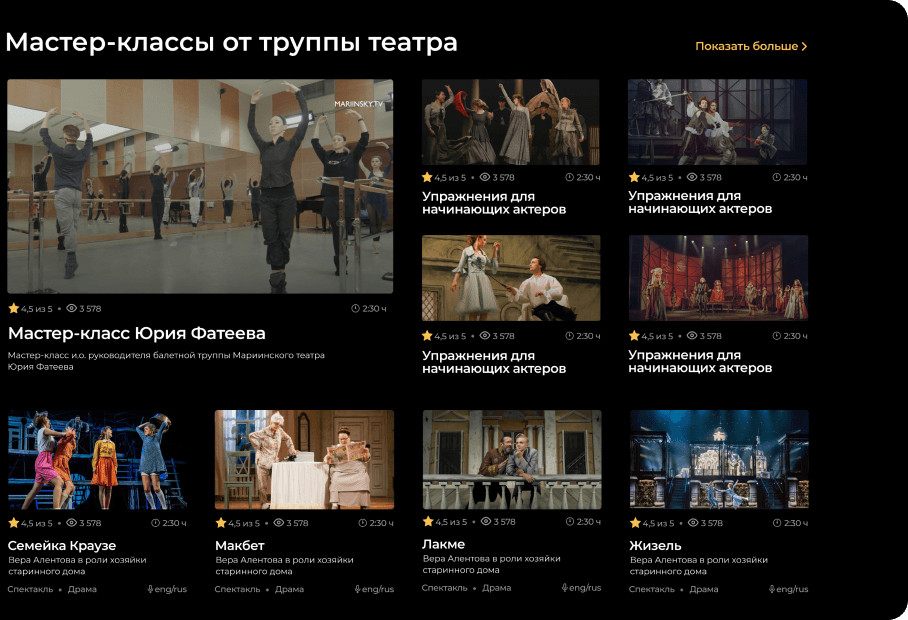 Мастер-классы от труппы театра
Показать больше
MARIINSKY.TV
4,5 из 5 • 3 578
2:30 ч
Мастер-класс Юрия Фатеева
Мастер-класс и.о. руководителя балетной труппы Мариинского театра
Юрия Фатеева
4,5 из 5 • 3 578
2:30 ч
Упражнения для
начинающих актеров
4,5 из 5 • 3 578
2:30 ч
Упражнения для
начинающих актеров
4,5 из 5 • 3 578
2:30 ч
Упражнения для
начинающих актеров
4,5 из 5 • 3 578
2:30 ч
Упражнения для
начинающих актеров
4,5 из 5 • 3 578
2:30 ч
Семейка Краузе
Вера Алентова в роли хозяйки
старинного дома
Спектакль • Драма
eng/rus
4,5 из 5 • 3 578
2:30 ч
Макбет
Вера Алентова в роли хозяйки
старинного дома
Спектакль • Драма
eng/rus
4,5 из 5 • 3 578
2:30 ч
Лакме
Вера Алентова в роли хозяйки
старинного дома
Спектакль • Драма
eng/rus
4,5 из 5 • 3 578
2:30 ч
Жизель
Вера Алентова в роли хозяйки
старинного дома
Спектакль • Драма
eng/rus